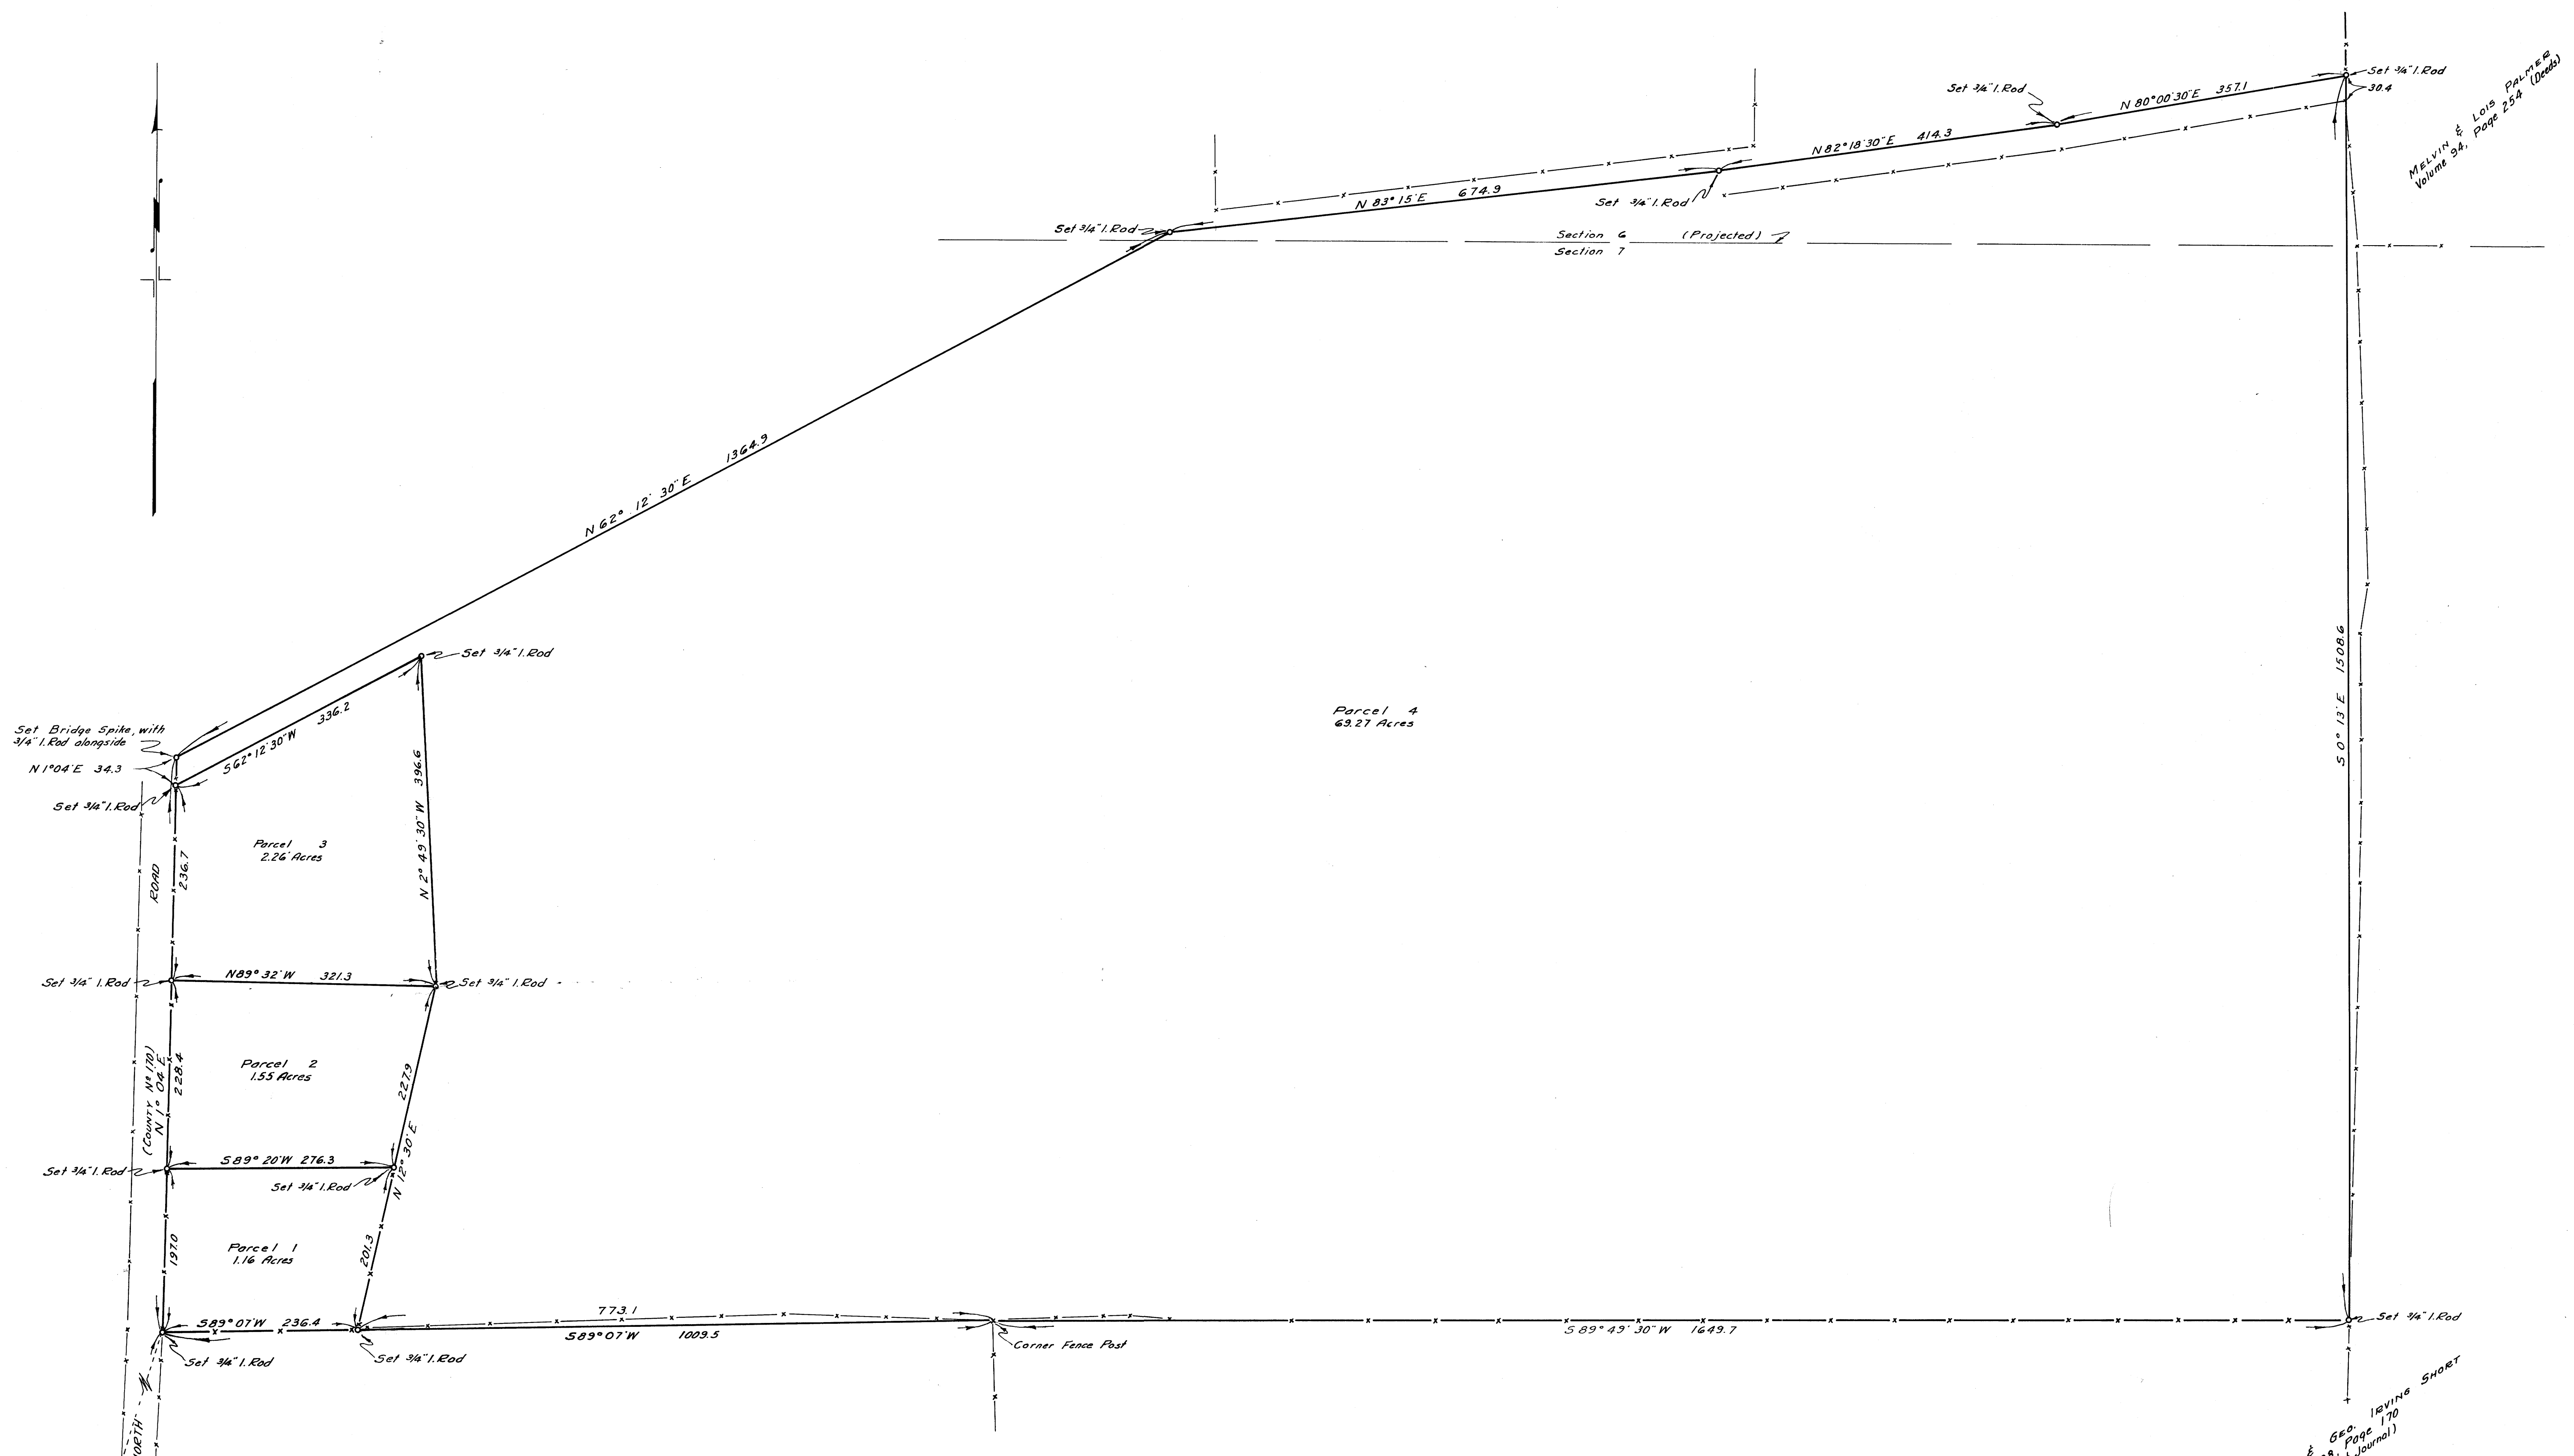 MELVIN & LOIS PALMER
Volume 94, Page 254 (Deeds)
Set 3/4" I. Rod
30.4
N 80° 00' 30" E 357.1
Set 3/4" I. Rod
N 82° 18' 30" E 414.3
Set 3/4" I. Rod
N 83° 15' E 674.9
Set 3/4" I. Rod
Section 6 (Projected)
Section 7
N 62° 12' 30" E 1364.9
Set 3/4" I. Rod
S 62° 12' 30" W 336.2
Set Bridge Spike, with
3/4" I. Rod alongside
N 1° 04' E 34.3
Set 3/4" I. Rod
N 2° 49' 30" W 396.6
Parcel 4
69.27 Acres
S 0° 13' E 1508.6
Parcel 3
2.26 Acres
ROAD
236.7
N 89° 32' W 321.3
Set 3/4" I. Rod
Set 3/4" I. Rod
(COUNTY Nº 170)
N 1° 04' E
228.4
Parcel 2
1.55 Acres
227.9
N 12° 30' E
S 89° 20' W 276.3
Set 3/4" I. Rod
Set 3/4" I. Rod
197.0
Parcel 1
1.16 Acres
201.3
S 89° 07' W 236.4
773.1
S 89° 07' W 1009.5
S 89° 49' 30" W 1649.7
Set 3/4" I. Rod
Set 3/4" I. Rod
Set 3/4" I. Rod
Corner Fence Post
& GEO. IRVING SHORT
Page 170
Journal)